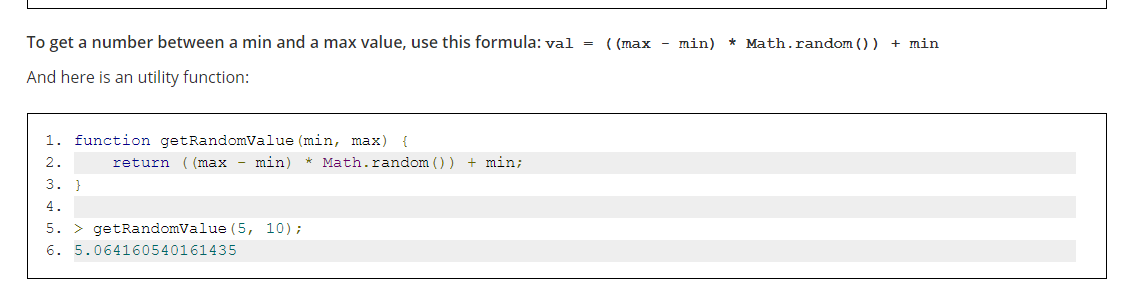 To get a number between a min and a max value, use this formula: val = ((max - min) * Math.random()) + min
And here is an utility function:
1. function getRandomValue(min, max) {
2.     return ((max - min) * Math.random()) + min;
3. }
4.
5. > getRandomValue(5, 10);
6. 5.064160540161435